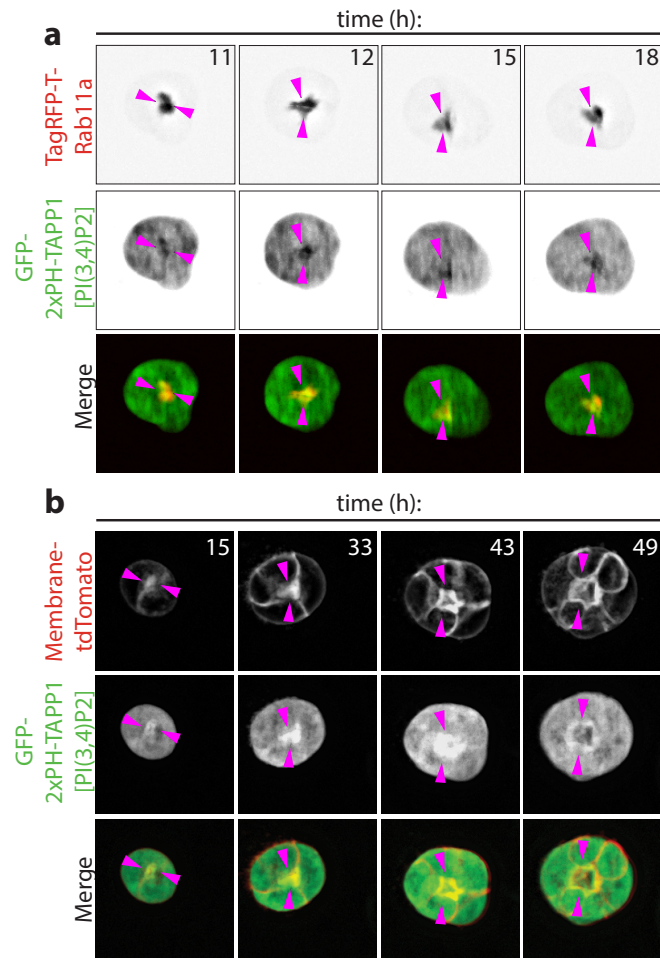 time (h):
a
11 12 15 18
TagRFP-T-
Rab11a
GFP-
2xPH-TAPP1
[PI(3,4)P2]
Merge
b
time (h):
15 33 43 49
Membrane-
tdTomato
GFP-
2xPH-TAPP1
[PI(3,4)P2]
Merge